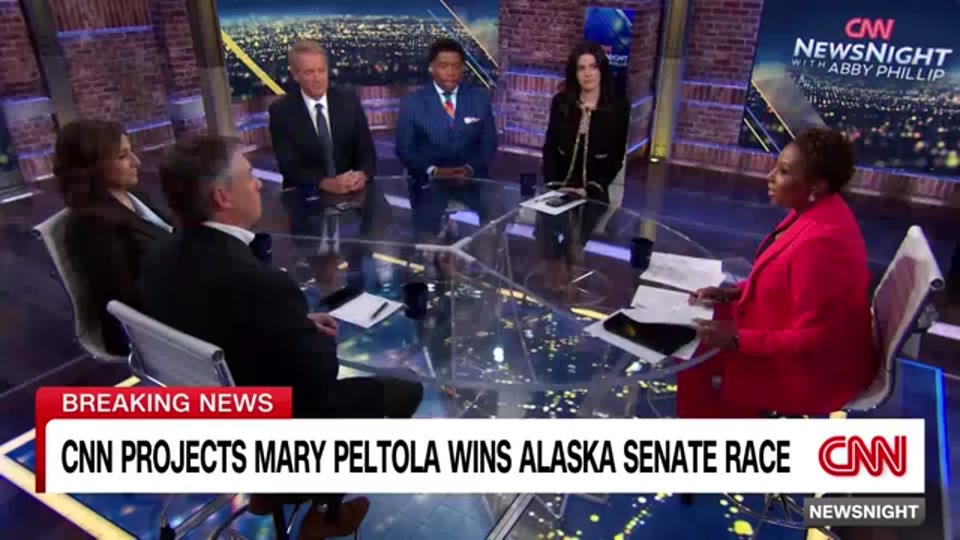 CNN
NEWSNIGHT
WITH ABBY PHILLIP
BREAKING NEWS
CNN PROJECTS MARY PELTOLA WINS ALASKA SENATE RACE
CNN
NEWSNIGHT